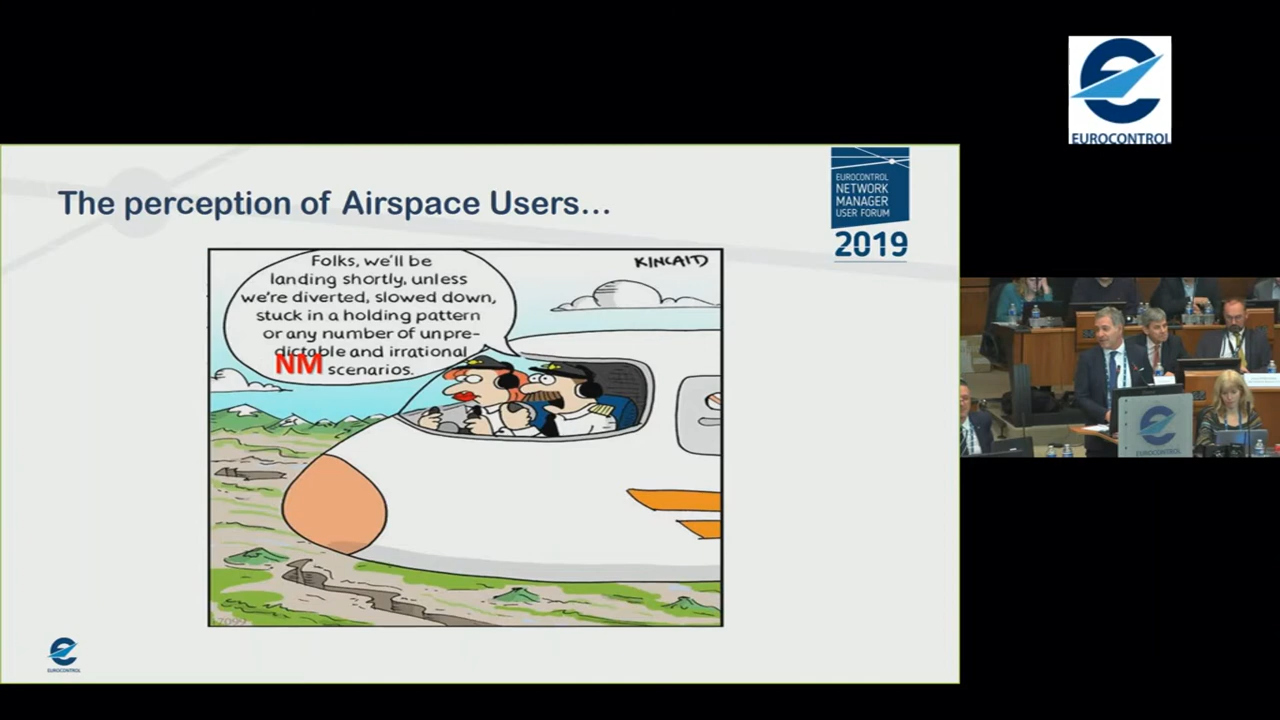 EUROCONTROL
The perception of Airspace Users...
EUROCONTROL
NETWORK
MANAGER
USER FORUM
2019
KINCAID
Folks, we'll be
landing shortly, unless
we're diverted, slowed down,
stuck in a holding pattern
or any number of unpre-
dictable and irrational
NM scenarios.
EUROCONTROL
EUROCONTROL